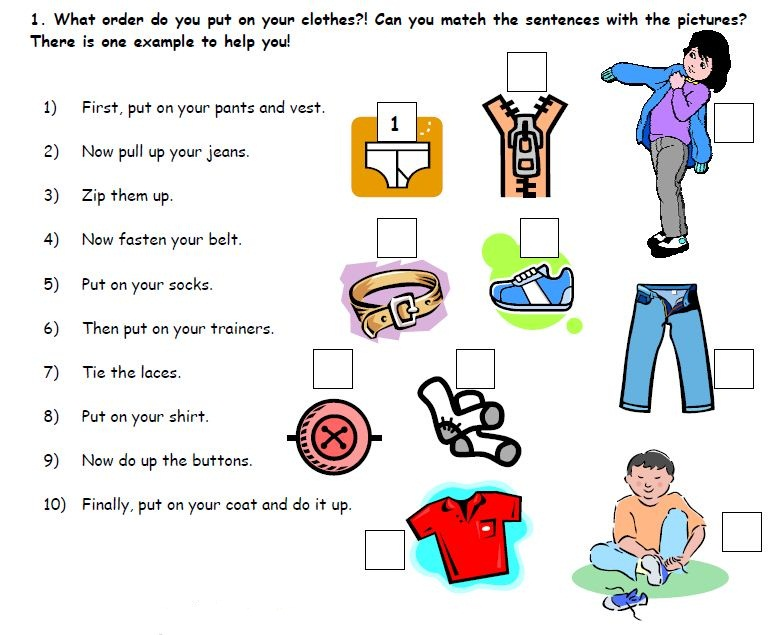 1. What order do you put on your clothes?! Can you match the sentences with the pictures?
There is one example to help you!
1) First, put on your pants and vest.
1
2) Now pull up your jeans.
3) Zip them up.
4) Now fasten your belt.
5) Put on your socks.
6) Then put on your trainers.
7) Tie the laces.
8) Put on your shirt.
9) Now do up the buttons.
10) Finally, put on your coat and do it up.